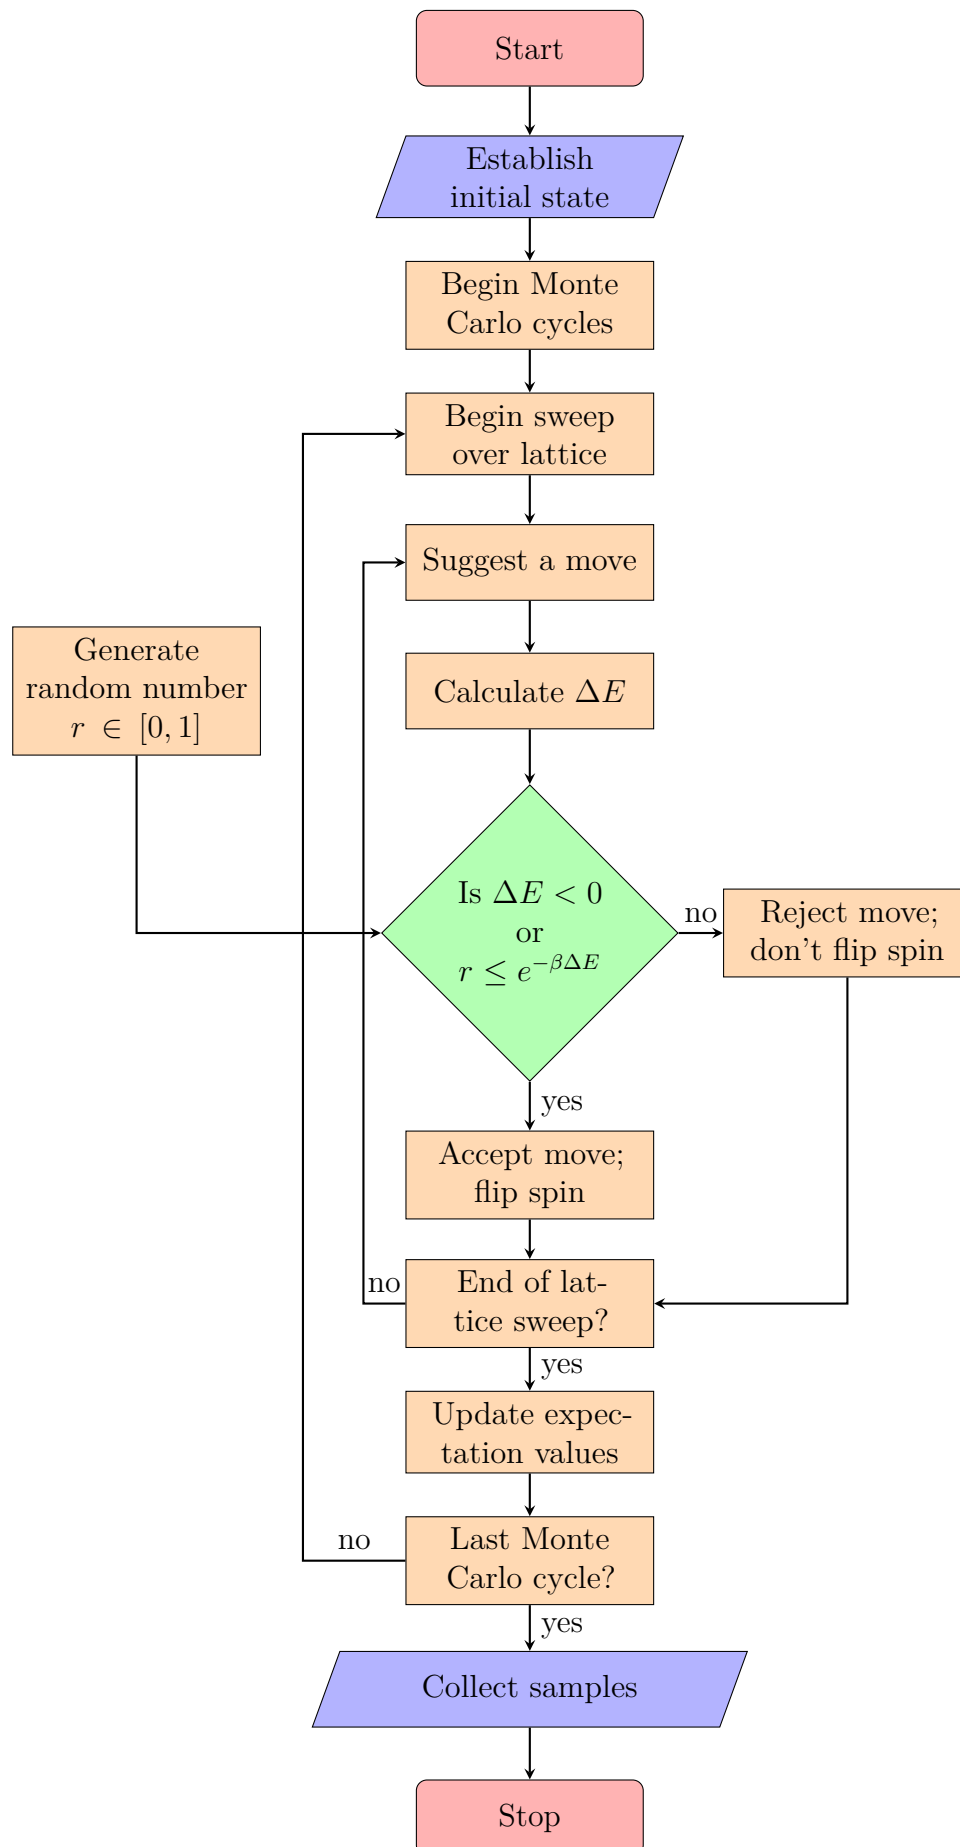 Start
Establish
initial state
Begin Monte
Carlo cycles
Begin sweep
over lattice
Suggest a move
Generate
random number
r ∈ [0, 1]
Calculate ΔE
Is ΔE < 0
or
r ≤ e^{−βΔE}
no
Reject move;
don't flip spin
yes
Accept move;
flip spin
no
End of lat-
tice sweep?
yes
Update expec-
tation values
no
Last Monte
Carlo cycle?
yes
Collect samples
Stop